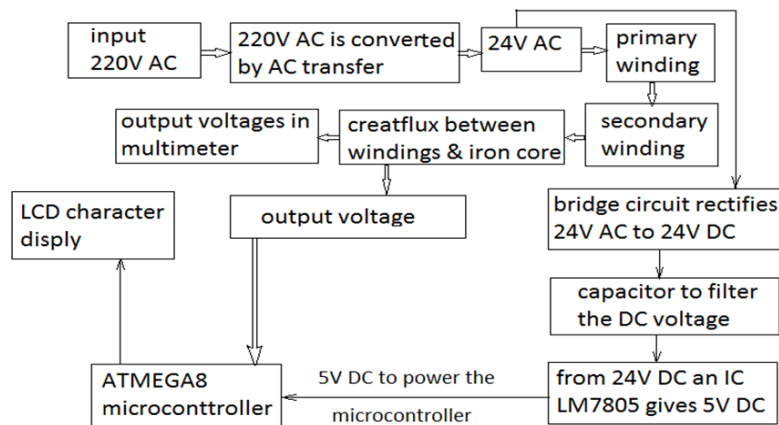 input
220V AC
220V AC is converted
by AC transfer
24V AC
primary
winding
output voltages in
multimeter
creatflux between
windings & iron core
secondary
winding
LCD character
disply
output voltage
bridge circuit rectifies
24V AC to 24V DC
capacitor to filter
the DC voltage
ATMEGA8
microconttroller
5V DC to power the
microcontroller
from 24V DC an IC
LM7805 gives 5V DC